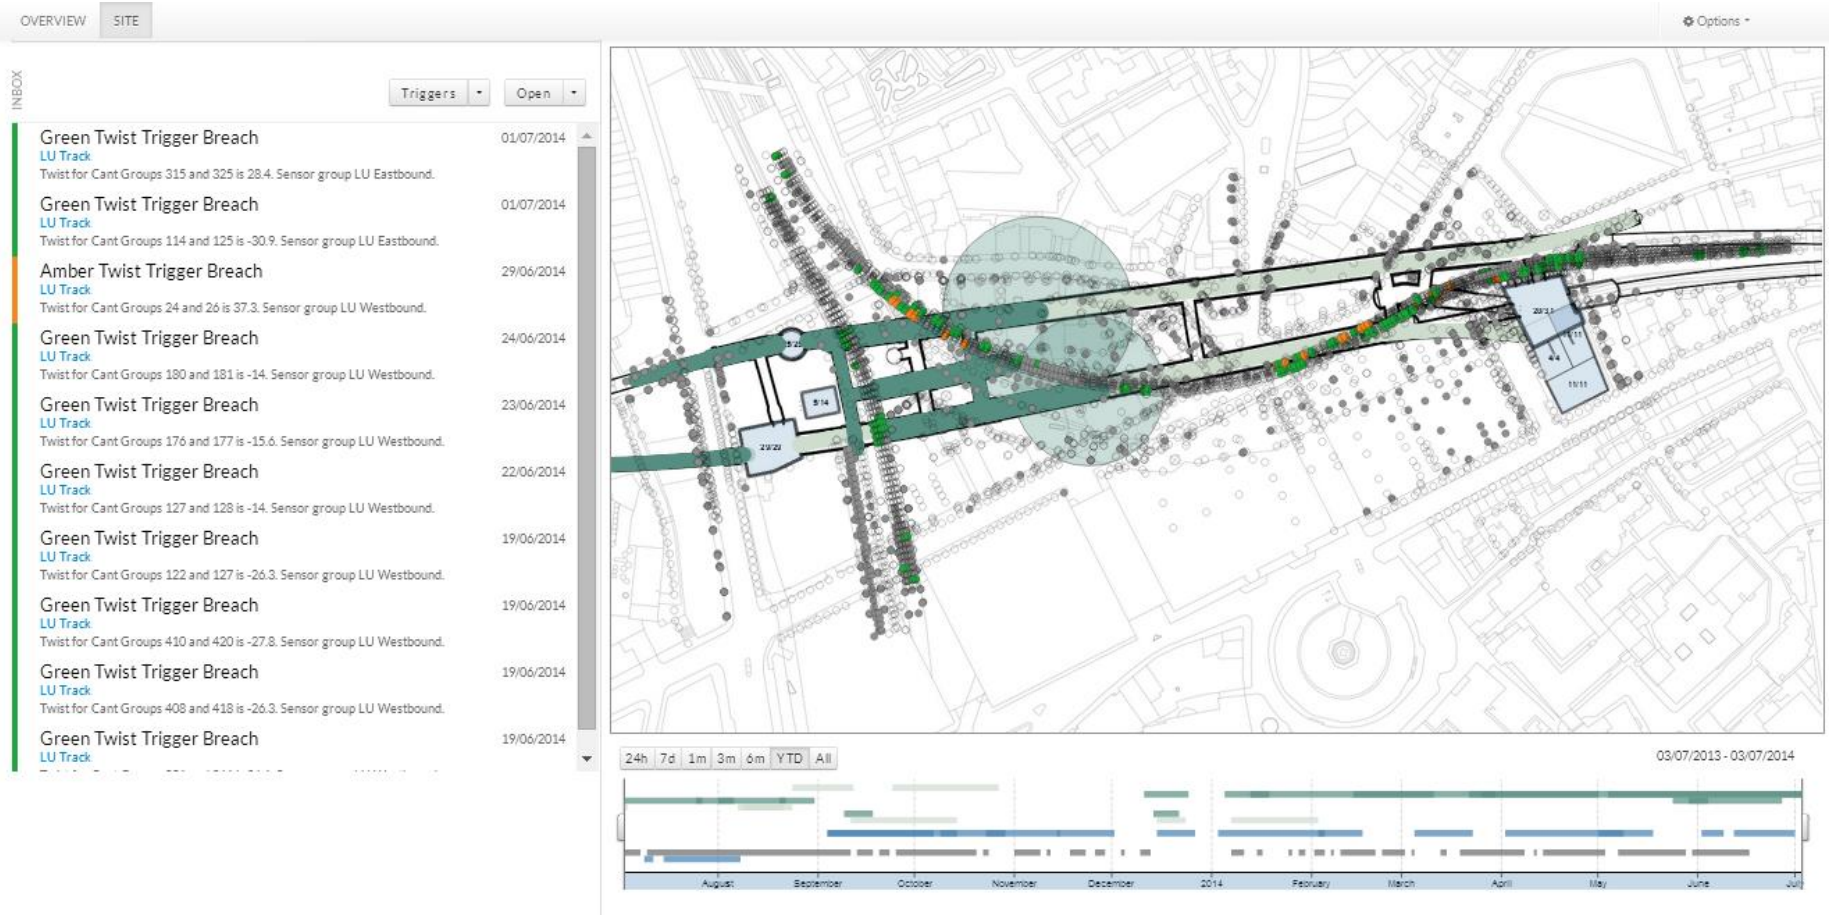 OVERVIEW
SITE
Options
INBOX
Triggers
Open
Green Twist Trigger Breach
01/07/2014
LU Track
Twist for Cant Groups 315 and 325 is 28.4. Sensor group LU Eastbound.
Green Twist Trigger Breach
01/07/2014
LU Track
Twist for Cant Groups 114 and 125 is -30.9. Sensor group LU Eastbound.
Amber Twist Trigger Breach
29/06/2014
LU Track
Twist for Cant Groups 24 and 26 is 37.3. Sensor group LU Westbound.
Green Twist Trigger Breach
24/06/2014
LU Track
Twist for Cant Groups 180 and 181 is -14. Sensor group LU Westbound.
Green Twist Trigger Breach
23/06/2014
LU Track
Twist for Cant Groups 176 and 177 is -15.6. Sensor group LU Westbound.
Green Twist Trigger Breach
22/06/2014
LU Track
Twist for Cant Groups 127 and 128 is -14. Sensor group LU Westbound.
Green Twist Trigger Breach
19/06/2014
LU Track
Twist for Cant Groups 122 and 127 is -26.3. Sensor group LU Westbound.
Green Twist Trigger Breach
19/06/2014
LU Track
Twist for Cant Groups 410 and 420 is -27.8. Sensor group LU Westbound.
Green Twist Trigger Breach
19/06/2014
LU Track
Twist for Cant Groups 408 and 418 is -26.3. Sensor group LU Westbound.
Green Twist Trigger Breach
19/06/2014
LU Track
9/14
29/29
4/4
11/11
24h 7d 1m 3m 6m YTD All
03/07/2013 - 03/07/2014
August September October November December 2014 February March April May June July